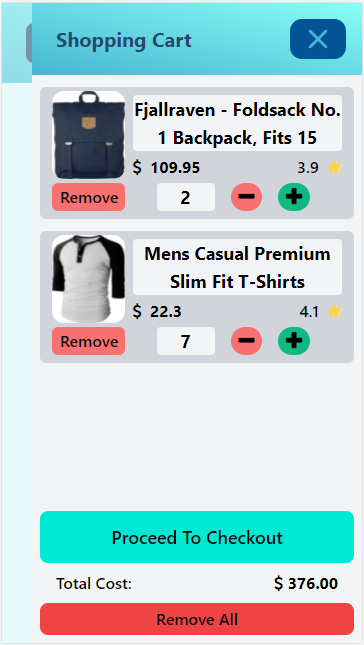 Shopping Cart
Fjallraven - Foldsack No.
1 Backpack, Fits 15
$ 109.95 3.9
Remove 2
Mens Casual Premium
Slim Fit T-Shirts
$ 22.3 4.1
Remove 7
Proceed To Checkout
Total Cost: $ 376.00
Remove All